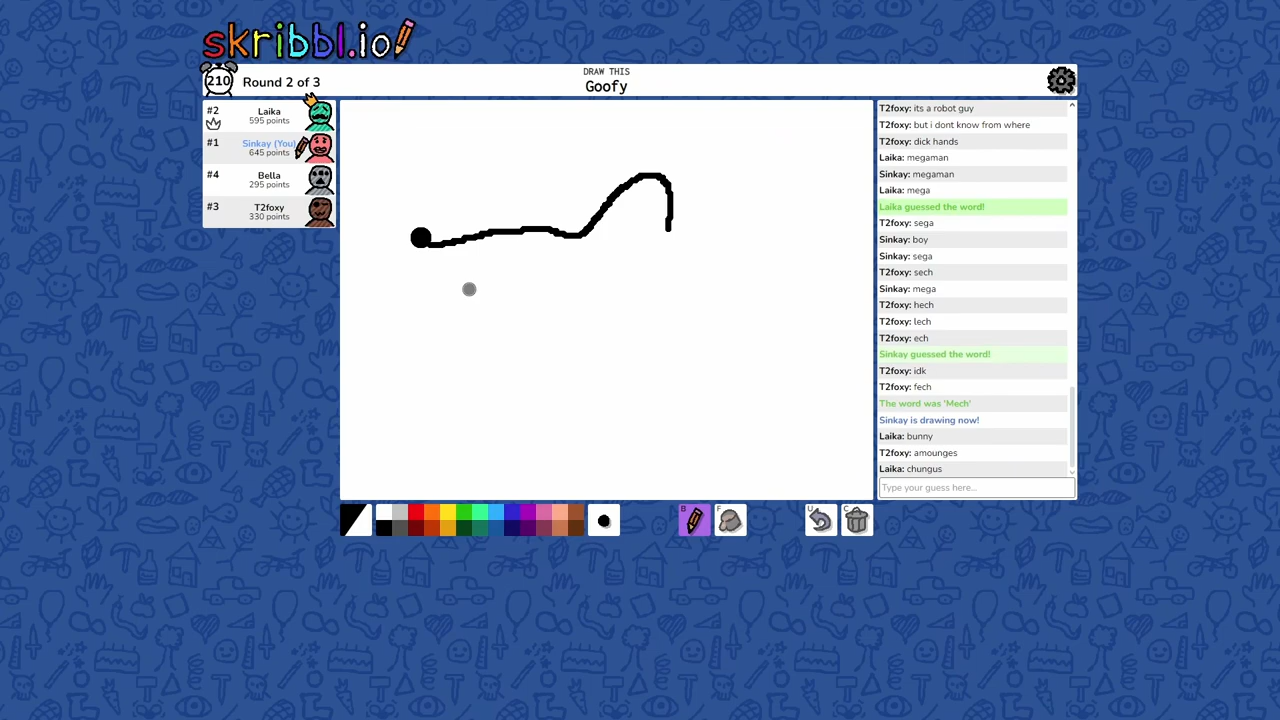 skribbl.io
210
Round 2 of 3
DRAW THIS
Goofy
#2
Laika
595 points
#1
Sinkay (You)
645 points
#4
Bella
295 points
#3
T2foxy
330 points
T2foxy: its a robot guy
T2foxy: but i dont know from where
T2foxy: dick hands
Laika: megaman
Sinkay: megaman
Laika: mega
Laika guessed the word!
T2foxy: sega
Sinkay: boy
Sinkay: sega
T2foxy: sech
Sinkay: mega
T2foxy: hech
T2foxy: lech
T2foxy: ech
Sinkay guessed the word!
T2foxy: idk
T2foxy: fech
The word was 'Mech'
Sinkay is drawing now!
Laika: bunny
T2foxy: amounges
Laika: chungus
Type your guess here...
B
F
U
C